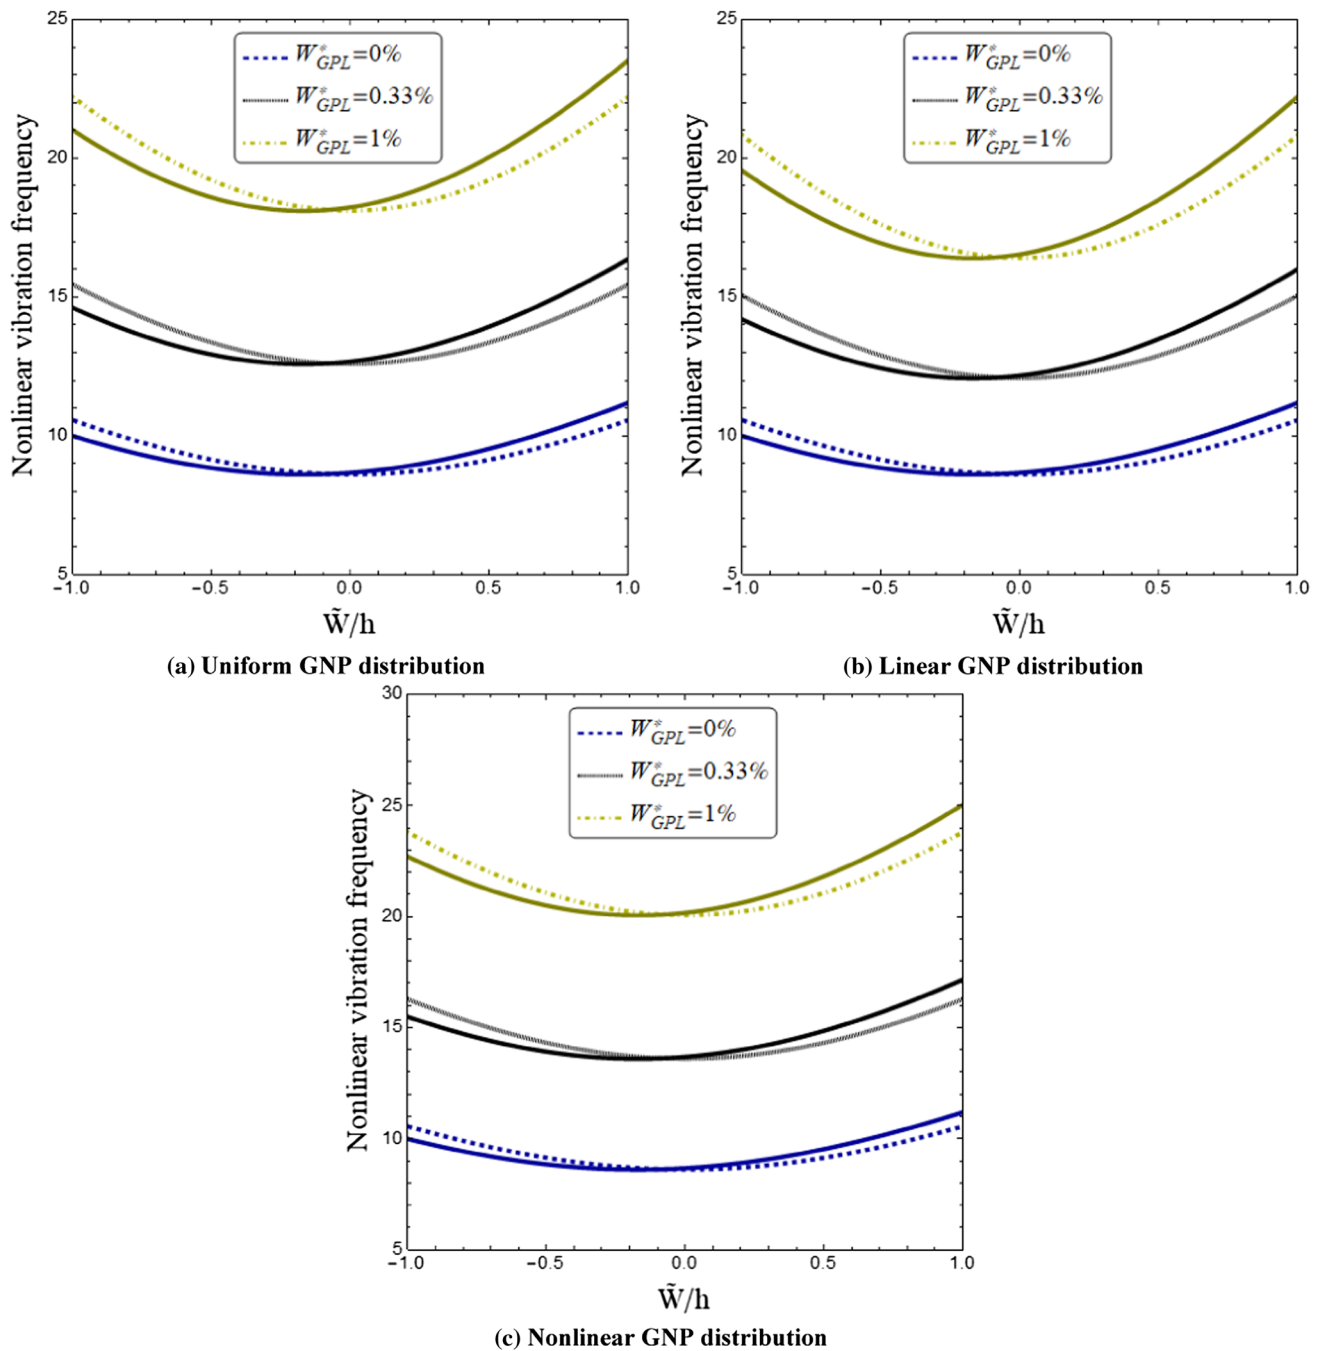 25
20
15
10
5
Nonlinear vibration frequency
W*GPL=0%
W*GPL=0.33%
W*GPL=1%
−1.0 −0.5 0.0 0.5 1.0
W̃/h
(a) Uniform GNP distribution
25
20
15
10
5
Nonlinear vibration frequency
W*GPL=0%
W*GPL=0.33%
W*GPL=1%
−1.0 −0.5 0.0 0.5 1.0
W̃/h
(b) Linear GNP distribution
30
25
20
15
10
5
Nonlinear vibration frequency
W*GPL=0%
W*GPL=0.33%
W*GPL=1%
−1.0 −0.5 0.0 0.5 1.0
W̃/h
(c) Nonlinear GNP distribution